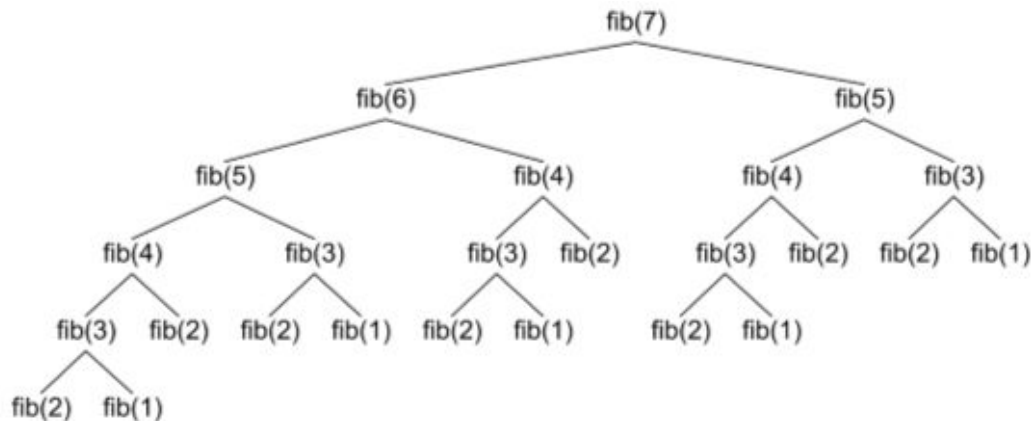 fib(7)
fib(6) fib(5)
fib(5) fib(4) fib(4) fib(3)
fib(4) fib(3) fib(3) fib(2) fib(3) fib(2) fib(2) fib(1)
fib(3) fib(2) fib(2) fib(1) fib(2) fib(1) fib(2) fib(1)
fib(2) fib(1)